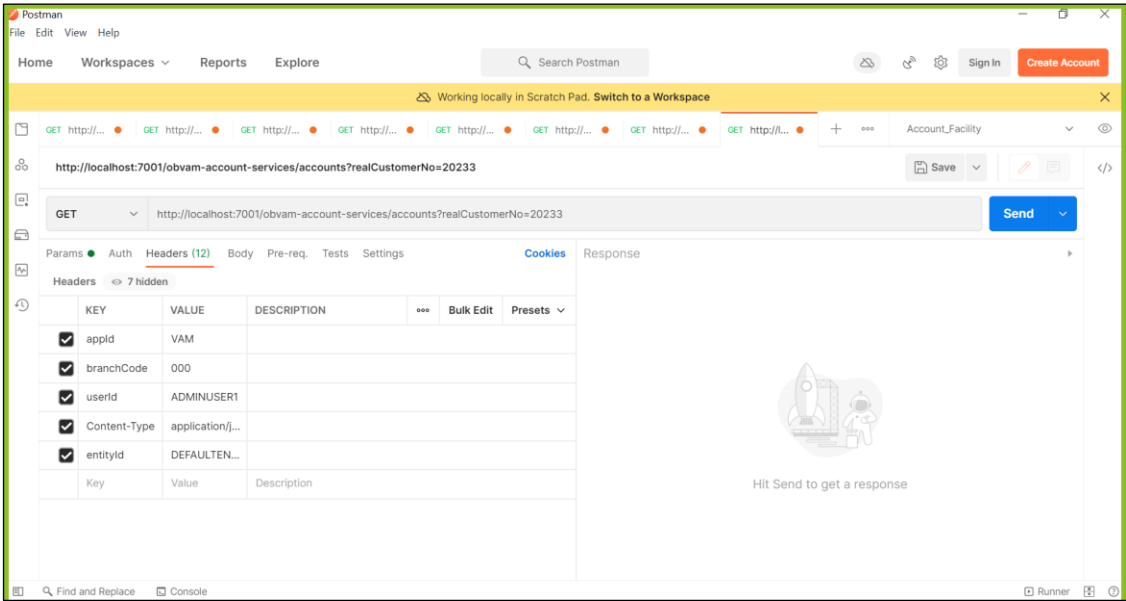 Postman
File Edit View Help
Home Workspaces Reports Explore Search Postman Sign In Create Account
Working locally in Scratch Pad. Switch to a Workspace
GET http://... GET http://... GET http://... GET http://... GET http://... GET http://... GET http://... GET http://l... Account_Facility
http://localhost:7001/obvam-account-services/accounts?realCustomerNo=20233 Save
GET http://localhost:7001/obvam-account-services/accounts?realCustomerNo=20233 Send
Params Auth Headers (12) Body Pre-req. Tests Settings Cookies Response
Headers 7 hidden
KEY VALUE DESCRIPTION Bulk Edit Presets
appId VAM
branchCode 000
userId ADMINUSER1
Content-Type application/j...
entityId DEFAULTEN...
Key Value Description
Hit Send to get a response
Find and Replace Console Runner